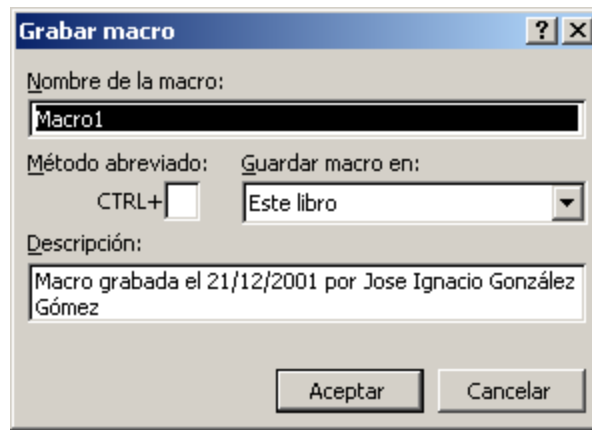 Grabar macro
Nombre de la macro:
Macro1
Método abreviado: Guardar macro en:
CTRL+ Este libro
Descripción:
Macro grabada el 21/12/2001 por Jose Ignacio González
Gómez
Aceptar Cancelar